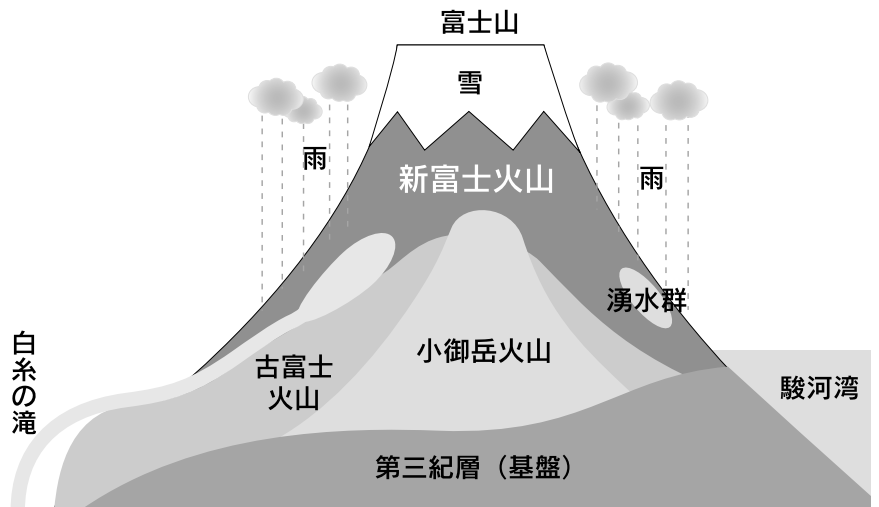 富士山
雪
雨
雨
新富士火山
湧水群
白糸の滝
小御岳火山
古富士
火山
駿河湾
第三紀層（基盤）